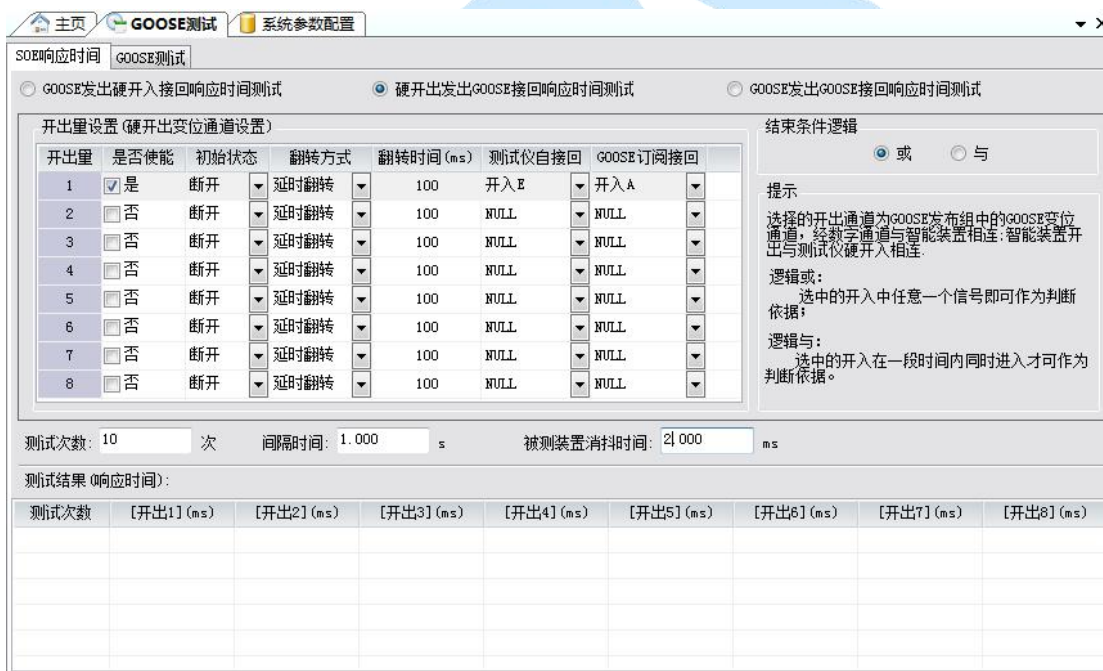 主页 GOOSE测试 系统参数配置
SOE响应时间 GOOSE测试
GOOSE发出硬开入接回响应时间测试 硬开出发出GOOSE接回响应时间测试 GOOSE发出GOOSE接回响应时间测试
开出量设置(硬开出变位通道设置)
开出量 是否使能 初始状态 翻转方式 翻转时间(ms) 测试仪自接回 GOOSE订阅接回
1 是 断开 延时翻转 100 开入E 开入A
2 否 断开 延时翻转 100 NULL NULL
3 否 断开 延时翻转 100 NULL NULL
4 否 断开 延时翻转 100 NULL NULL
5 否 断开 延时翻转 100 NULL NULL
6 否 断开 延时翻转 100 NULL NULL
7 否 断开 延时翻转 100 NULL NULL
8 否 断开 延时翻转 100 NULL NULL
结束条件逻辑
或 与
提示
选择的开出通道为GOOSE发布组中的GOOSE变位
通道，经数字通道与智能装置相连:智能装置开
出与测试仪硬开入相连.
逻辑或:
选中的开入中任意一个信号即可作为判断
依据;
逻辑与:
选中的开入在一段时间内同时进入才可作为
判断依据。
测试次数: 10 次 间隔时间: 1.000 s 被测装置消抖时间: 2.000 ms
测试结果(响应时间):
测试次数 [开出1](ms) [开出2](ms) [开出3](ms) [开出4](ms) [开出5](ms) [开出6](ms) [开出7](ms) [开出8](ms)